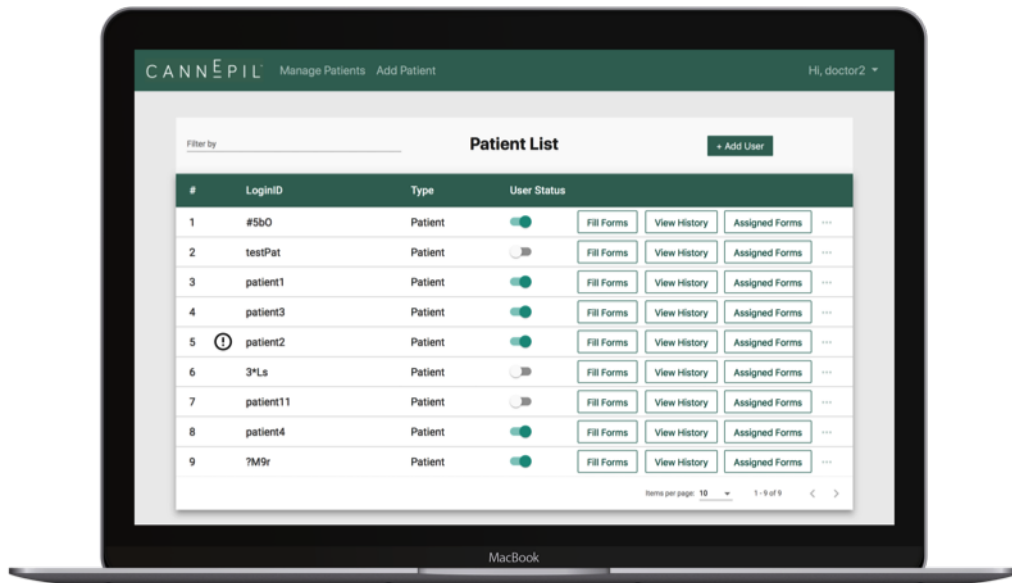 CANNEPIL Manage Patients Add Patient Hi, doctor2
Filter by Patient List + Add User
# LoginID Type User Status
1 #5bO Patient Fill Forms View History Assigned Forms ...
2 testPat Patient Fill Forms View History Assigned Forms ...
3 patient1 Patient Fill Forms View History Assigned Forms ...
4 patient3 Patient Fill Forms View History Assigned Forms ...
5 patient2 Patient Fill Forms View History Assigned Forms ...
6 3*Ls Patient Fill Forms View History Assigned Forms ...
7 patient11 Patient Fill Forms View History Assigned Forms ...
8 patient4 Patient Fill Forms View History Assigned Forms ...
9 ?M9r Patient Fill Forms View History Assigned Forms ...
Items per page: 10 1 - 9 of 9 < >
MacBook